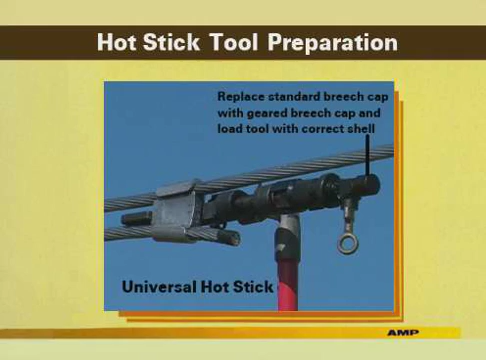 Hot Stick Tool Preparation
Replace standard breech cap
with geared breech cap and
load tool with correct shell
Universal Hot Stick
AMP